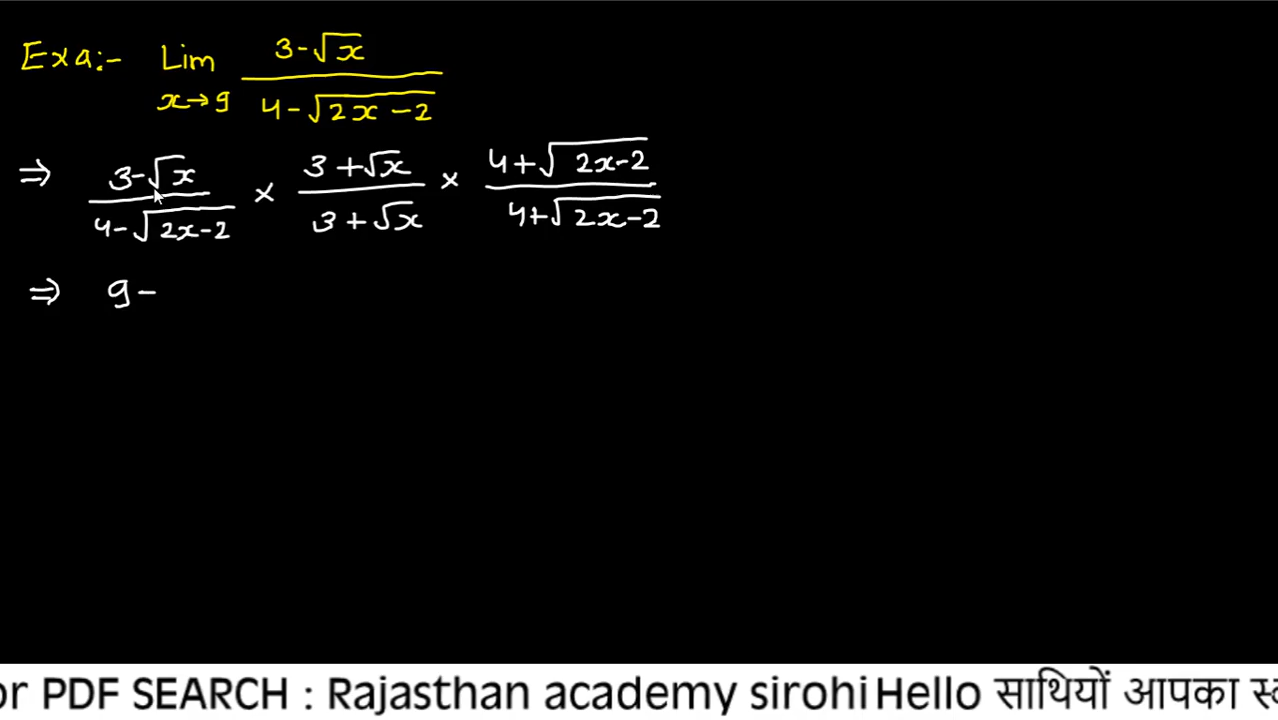 Exa:- Lim x→9 (3-√x)/(4-√(2x-2))
⇒ (3-√x)/(4-√(2x-2)) × (3+√x)/(3+√x) × (4+√(2x-2))/(4+√(2x-2))
⇒ 9-
or PDF SEARCH : Rajasthan academy sirohi Hello साथियों आपका